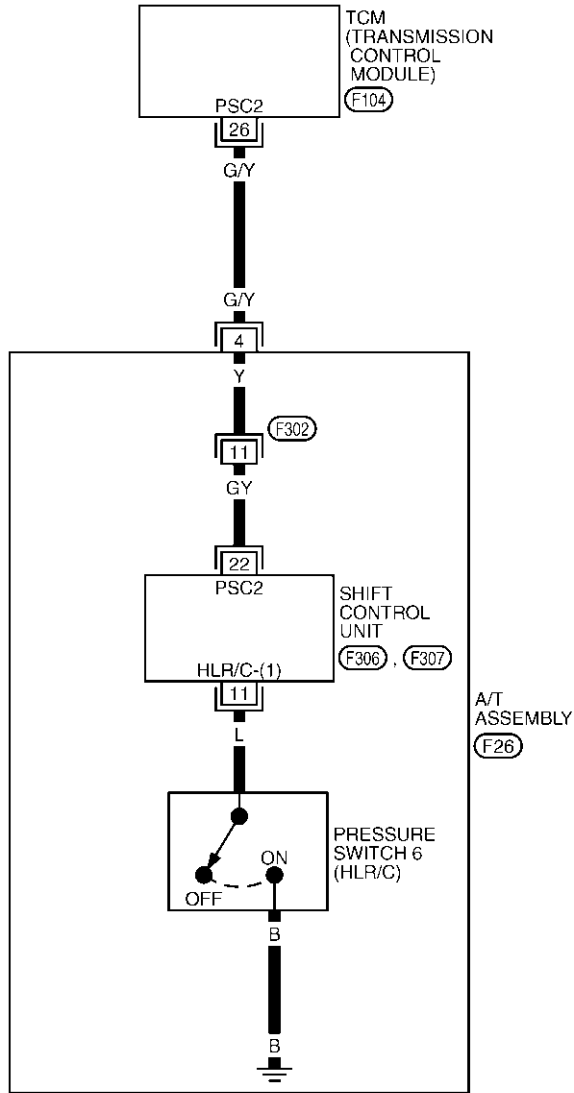 TCM
(TRANSMISSION
CONTROL
MODULE)
F104
PSC2
26
G/Y
G/Y
4
Y
F302
11
GY
22
PSC2
SHIFT
CONTROL
UNIT
F306 , F307
HLR/C-(1)
11
A/T
ASSEMBLY
F26
L
PRESSURE
SWITCH 6
(HLR/C)
ON
OFF
B
B